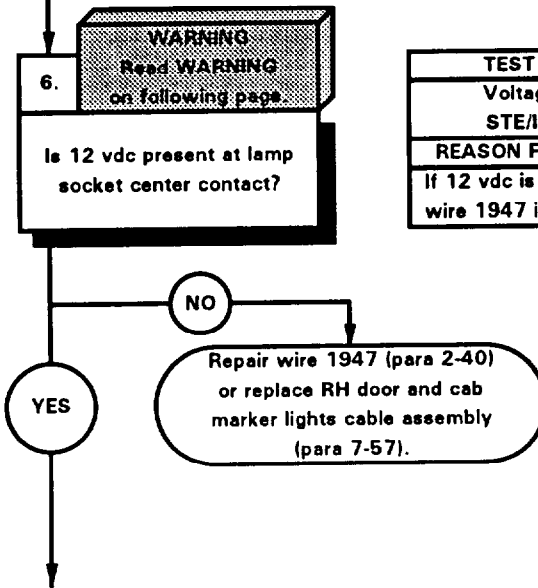 WARNING
Read WARNING
on following page.
6.
Is 12 vdc present at lamp
socket center contact?
TEST
REASON
If 12 vdc is
wire 1947
NO
YES
Repair wire 1947 (para 2-40)
or replace RH door and cab
marker lights cable assembly
(para 7-57).